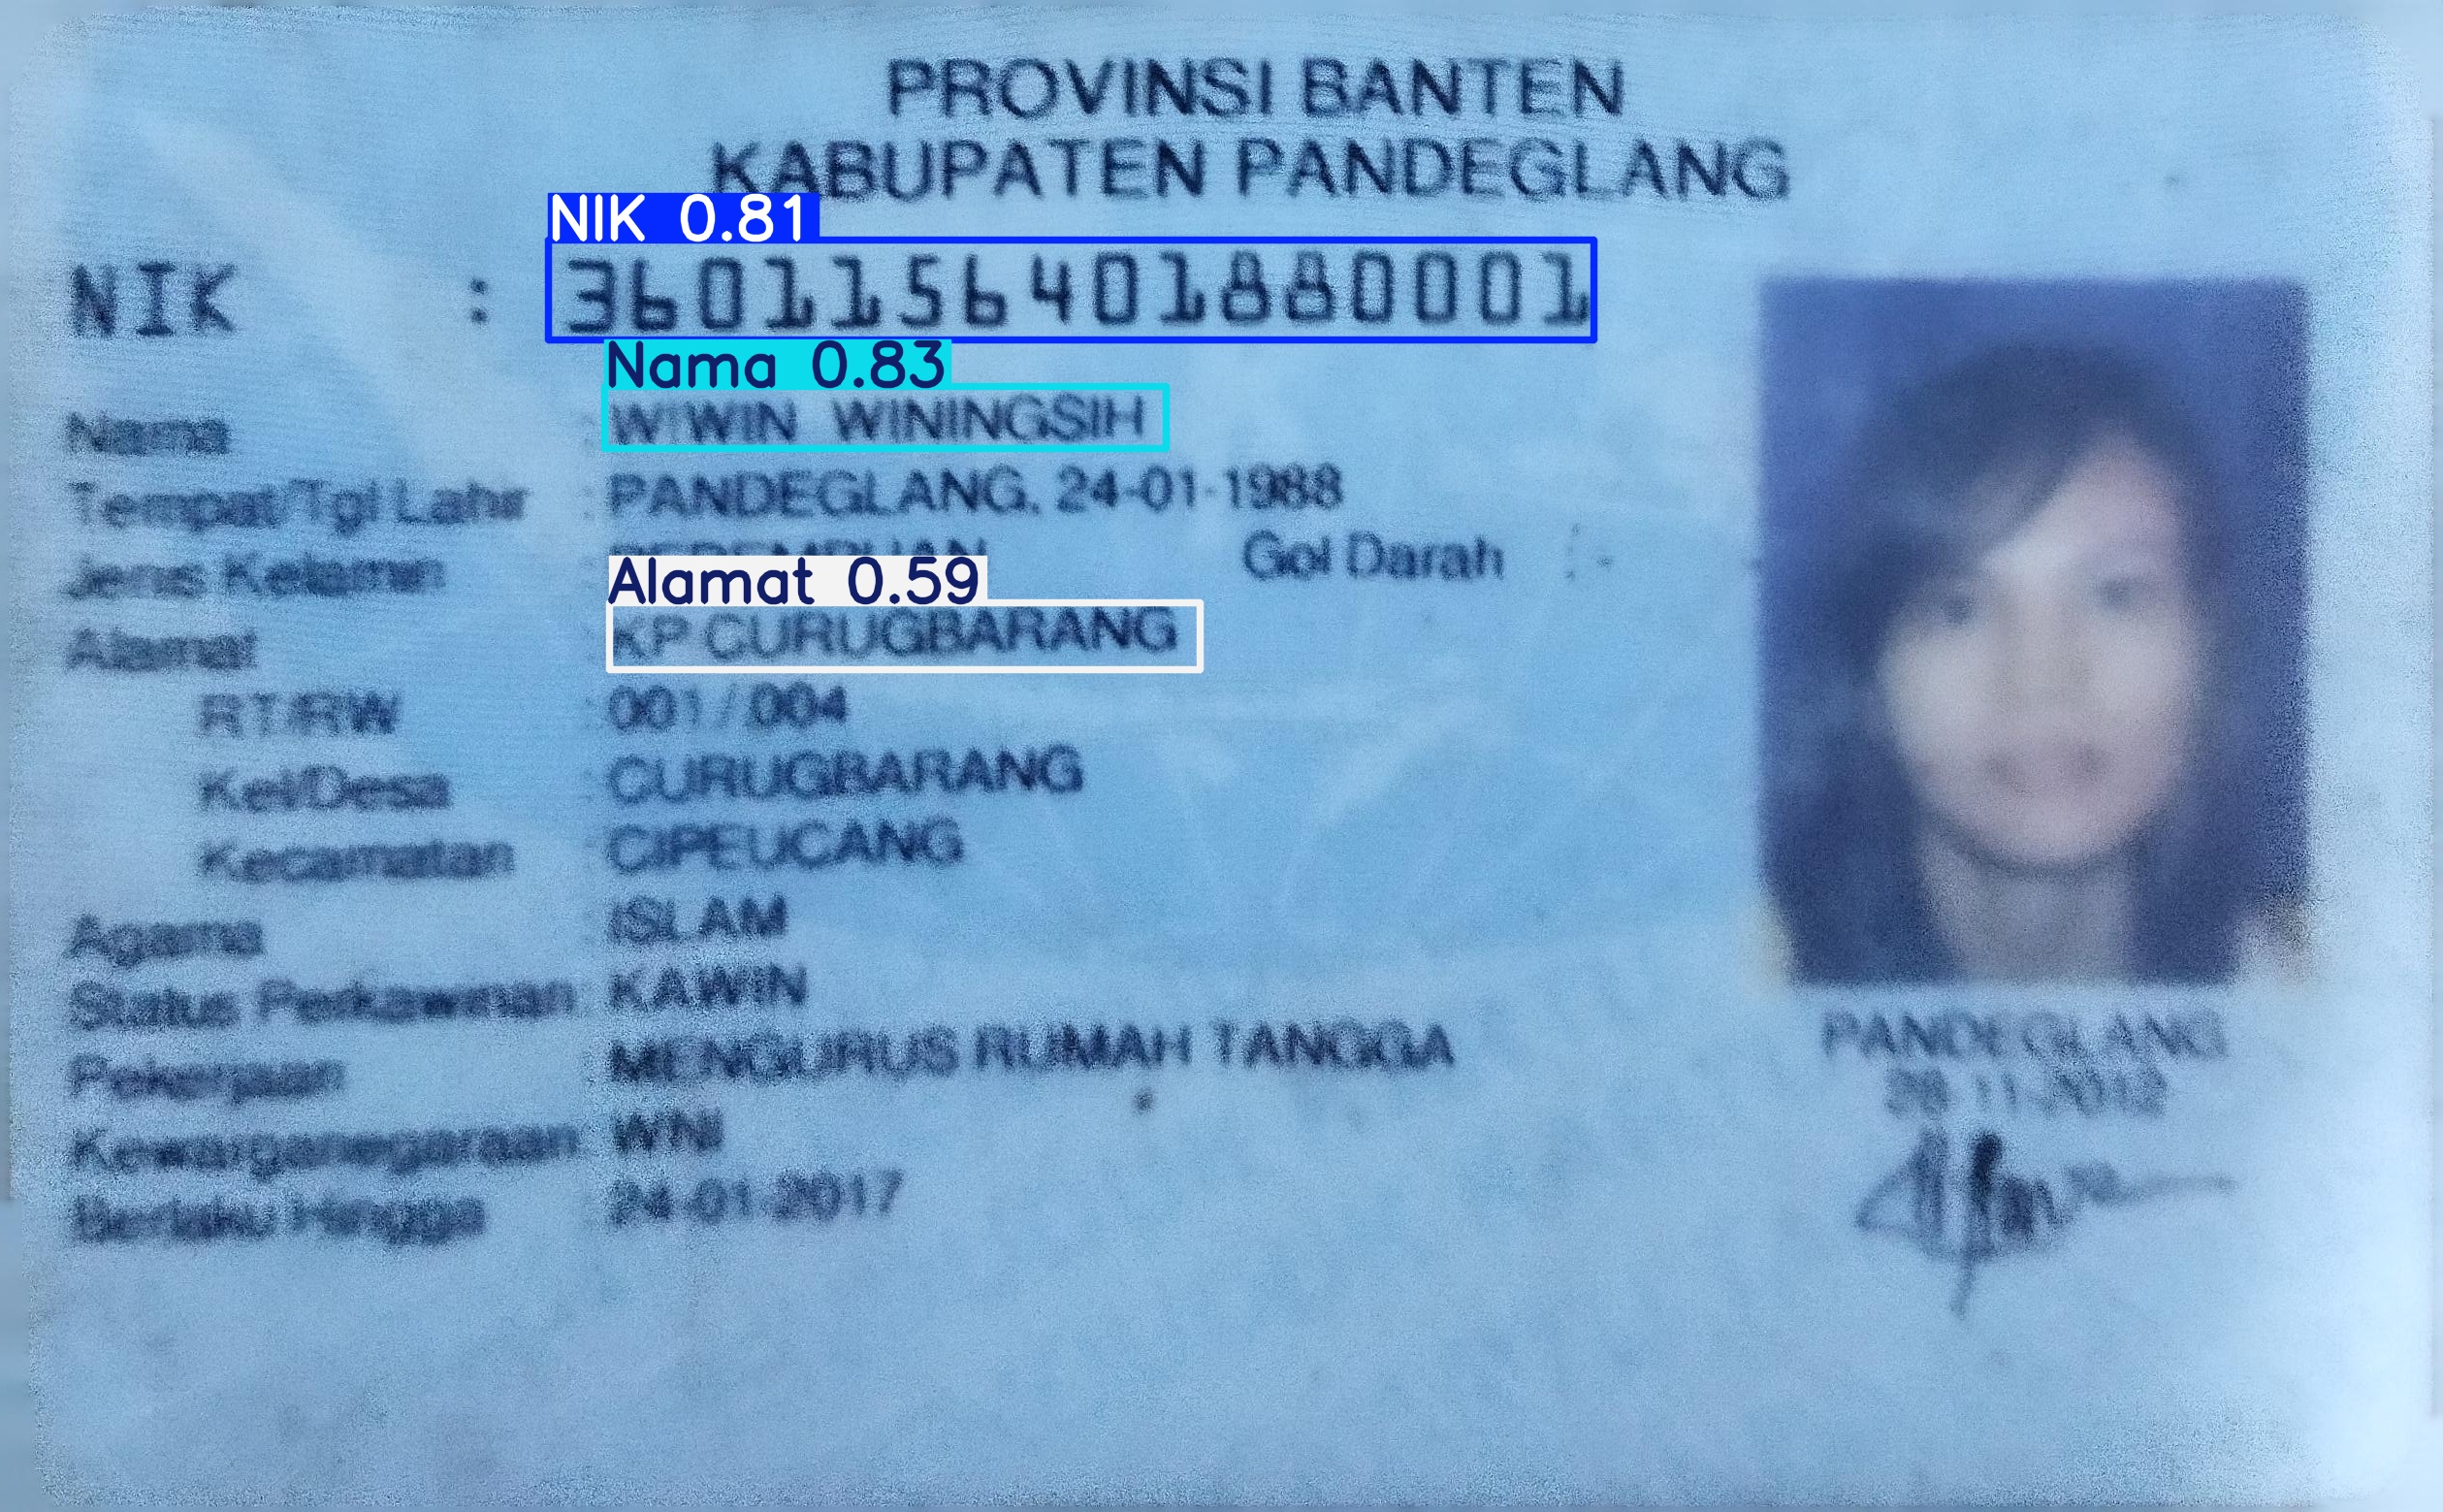 PROVINSI BANTEN
KABUPATEN PANDEGLANG
NIK 0.81
NIK : 3601156401880001
Nama 0.83
Nama : WIWIN WININGSIH
Tempat/Tgl Lahir : PANDEGLANG, 24-01-1988
Jenis Kelamin PEREMPUAN Gol Darah : -
Alamat 0.59
Alamat KP CURUGBARANG
RT/RW : 001 / 004
Kel/Desa : CURUGBARANG
Kecamatan : CIPEUCANG
Agama : ISLAM
Status Perkawinan : KAWIN
Pekerjaan : MENGURUS RUMAH TANGGA
Kewarganegaraan : WNI
Berlaku Hingga : 24-01-2017
PANDEGLANG
28-11-2012